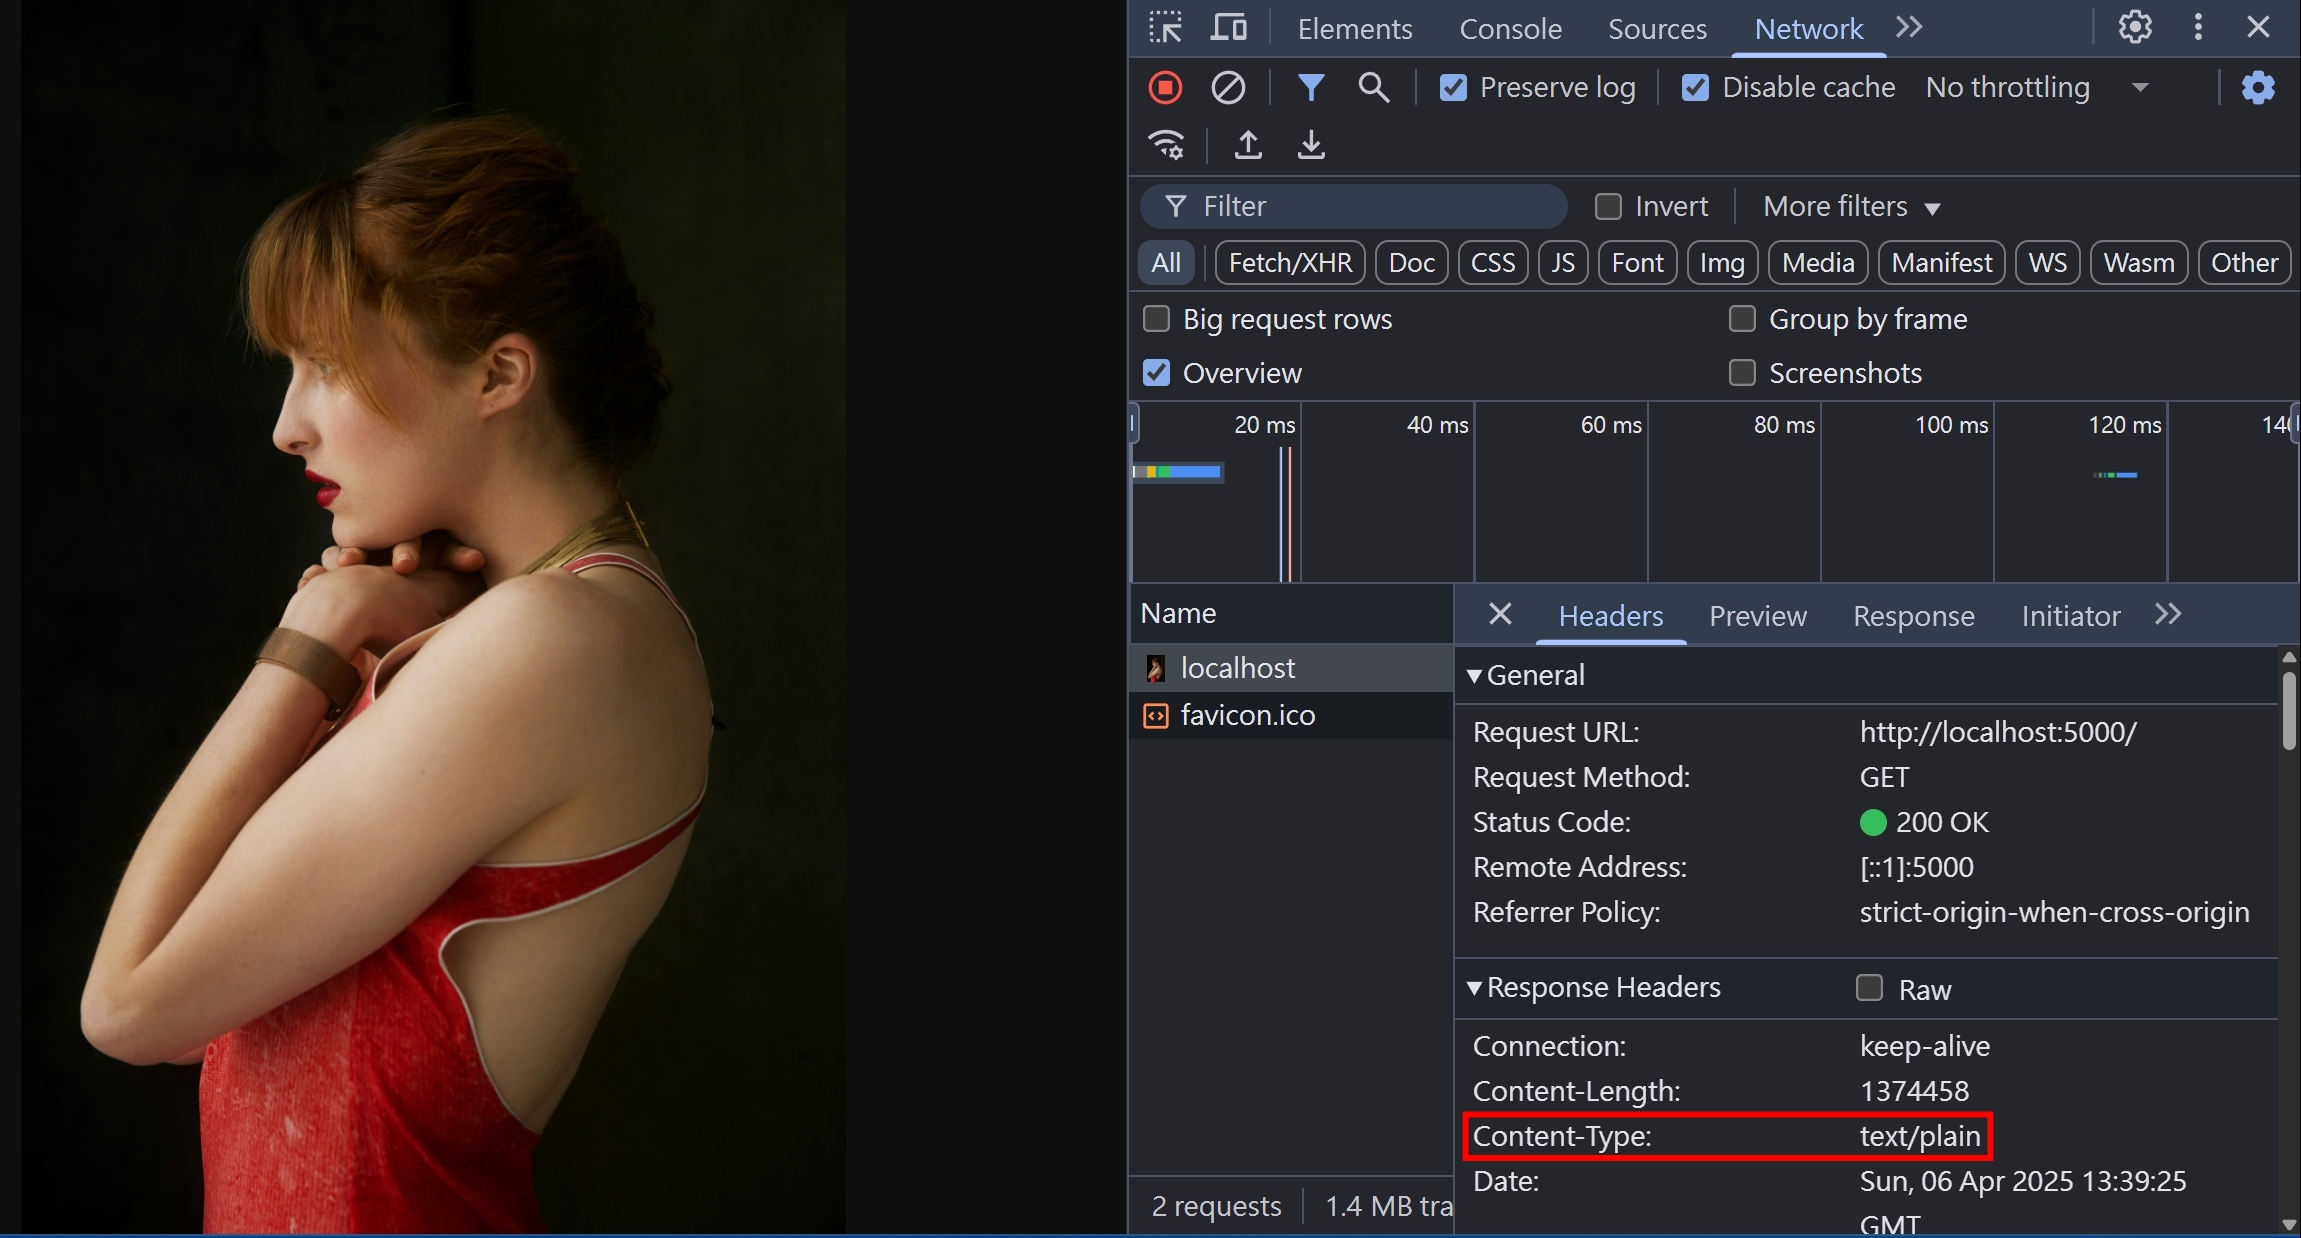 Elements Console Sources Network
Preserve log Disable cache No throttling
Filter Invert More filters
All Fetch/XHR Doc CSS JS Font Img Media Manifest WS Wasm Other
Big request rows Group by frame
Overview Screenshots
20 ms 40 ms 60 ms 80 ms 100 ms 120 ms 140
Name
localhost
favicon.ico
2 requests 1.4 MB tra
Headers Preview Response Initiator
General
Request URL: http://localhost:5000/
Request Method: GET
Status Code: 200 OK
Remote Address: [::1]:5000
Referrer Policy: strict-origin-when-cross-origin
Response Headers Raw
Connection: keep-alive
Content-Length: 1374458
Content-Type: text/plain
Date: Sun, 06 Apr 2025 13:39:25
GMT